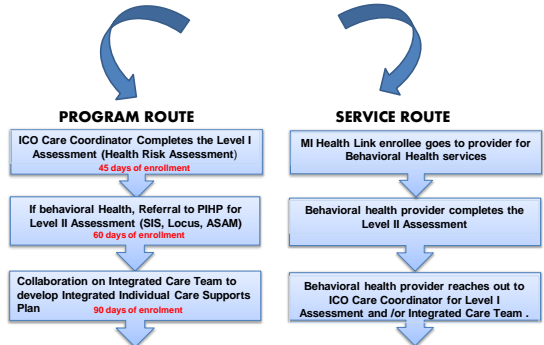 PROGRAM ROUTE
ICO Care Coordinator Completes the Level I
Assessment (Health Risk Assessment)
45 days of enrollment
If behavioral Health, Referral to PIHP for
Level II Assessment (SIS, Locus, ASAM)
60 days of enrollment
Collaboration on Integrated Care Team to
develop Integrated Individual Care Supports
Plan 90 days of enrolment
SERVICE ROUTE
MI Health Link enrollee goes to provider for
Behavioral Health services
Behavioral health provider completes the
Level II Assessment
Behavioral health provider reaches out to
ICO Care Coordinator for Level I
Assessment and /or Integrated Care Team .